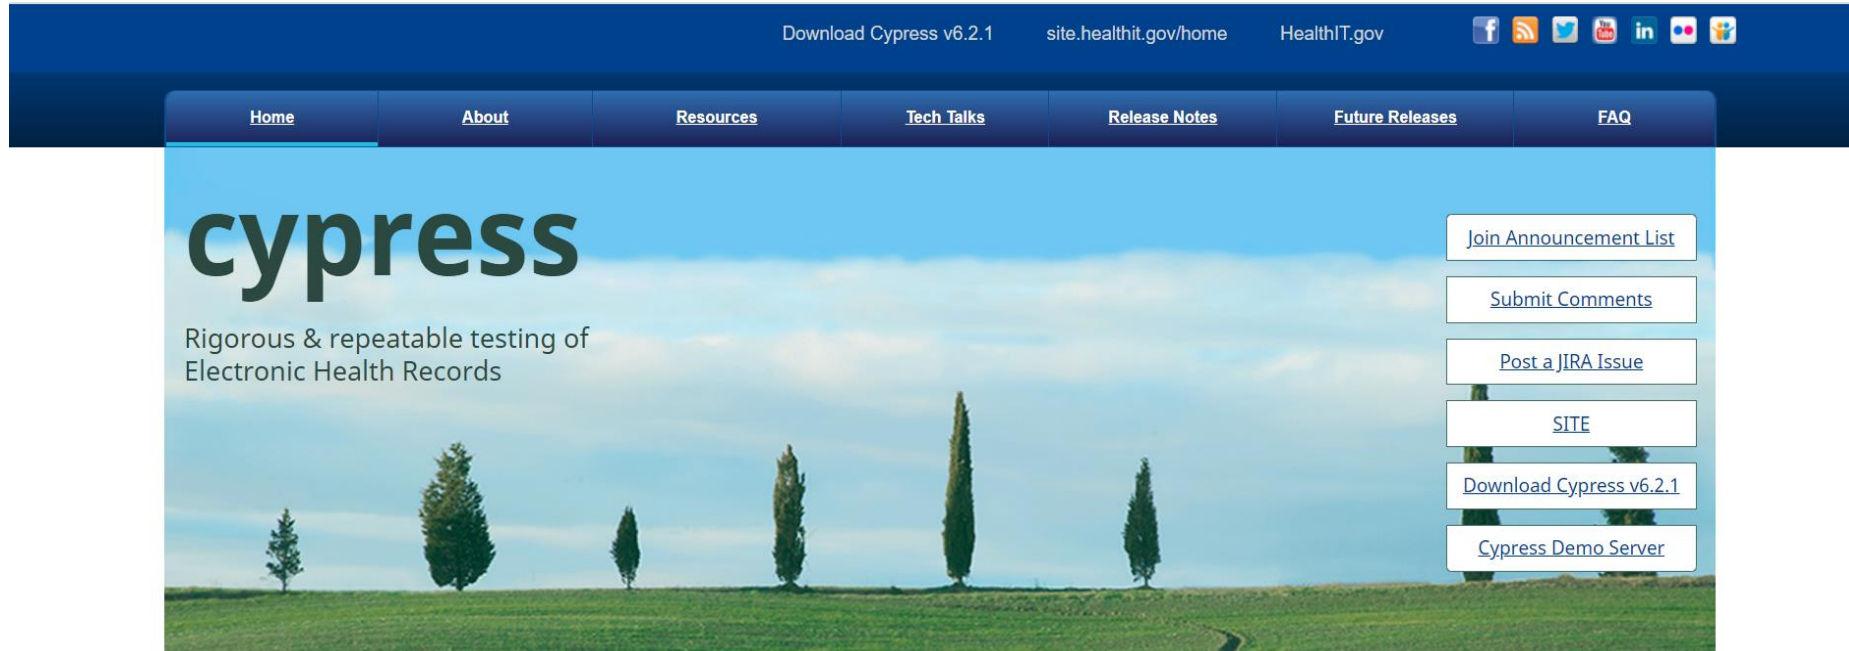 Download Cypress v6.2.1 site.healthit.gov/home HealthIT.gov
Home About Resources Tech Talks Release Notes Future Releases FAQ
cypress
Rigorous & repeatable testing of
Electronic Health Records
Join Announcement List
Submit Comments
Post a JIRA Issue
SITE
Download Cypress v6.2.1
Cypress Demo Server